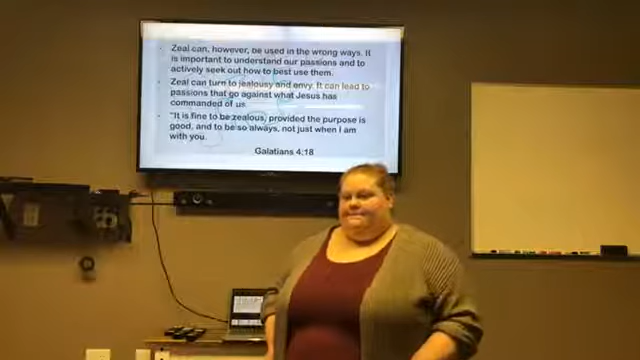 · Zeal can, however, be used in the wrong ways. It
is important to understand our passions and to
actively seek out how to best use them.
· Zeal can turn to jealousy and envy. It can lead to
passions that go against what Jesus has
commanded of us.
· "It is fine to be zealous, provided the purpose is
good, and to be so always, not just when I am
with you.
Galatians 4:18